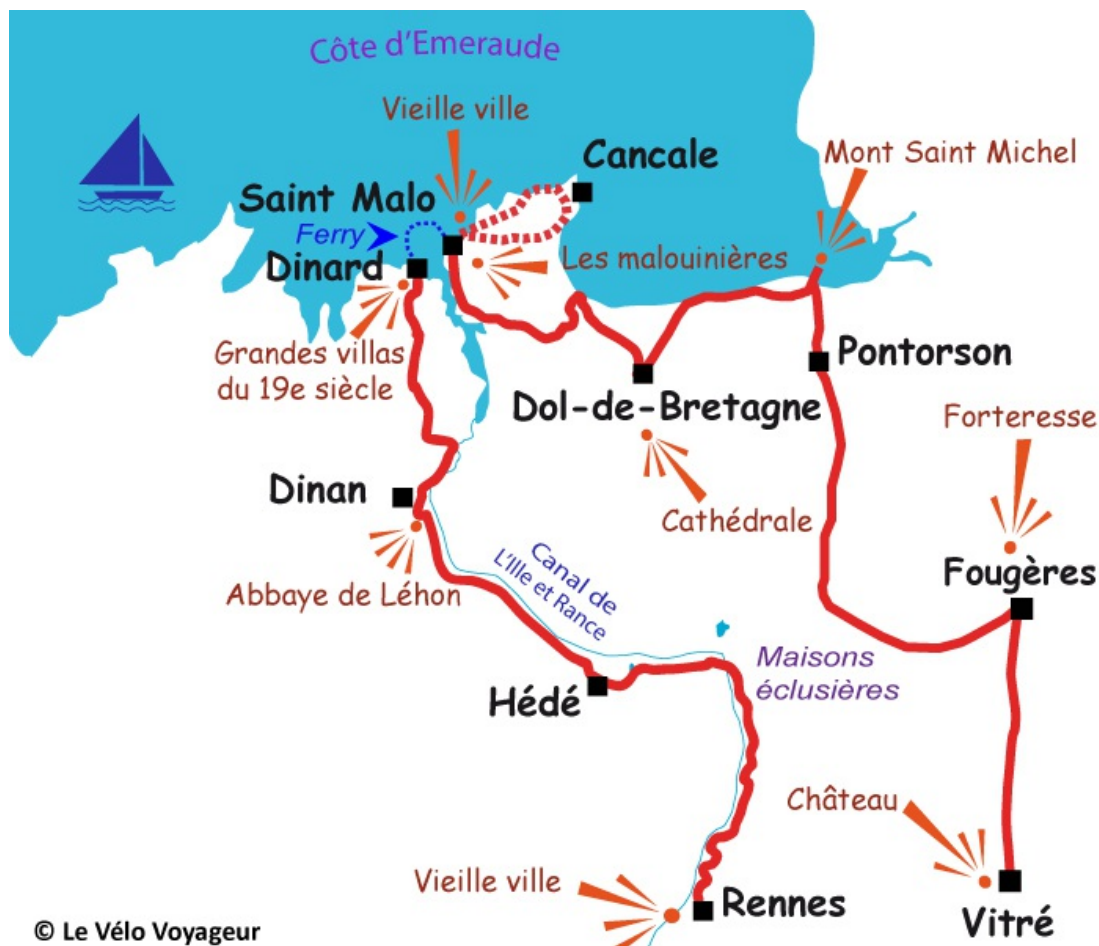 Côte d'Emeraude
Vieille ville
Cancale
Mont Saint Michel
Saint Malo
Ferry
Dinard
Les malouinières
Grandes villas
du 19e siècle
Pontorson
Dol-de-Bretagne
Forteresse
Dinan
Cathédrale
Canal de
L'Ille et Rance
Fougères
Abbaye de Léhon
Maisons
éclusières
Hédé
Château
Vieille ville
Rennes
Vitré
© Le Vélo Voyageur